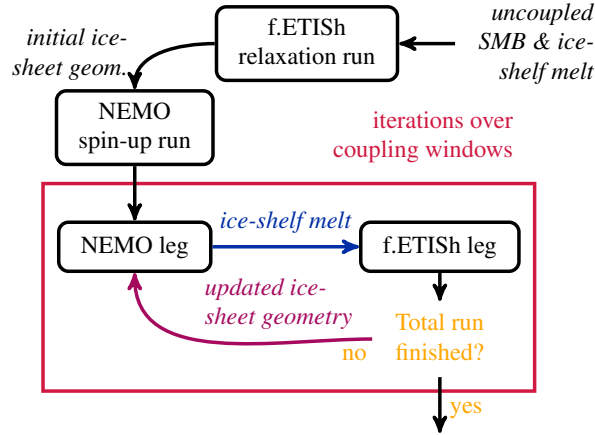 initial ice-
sheet geom.
f.ETISh
relaxation run
uncoupled
SMB & ice-
shelf melt
NEMO
spin-up run
iterations over
coupling windows
NEMO leg
ice-shelf melt
f.ETISh leg
updated ice-
sheet geometry
Total run
finished?
no
yes